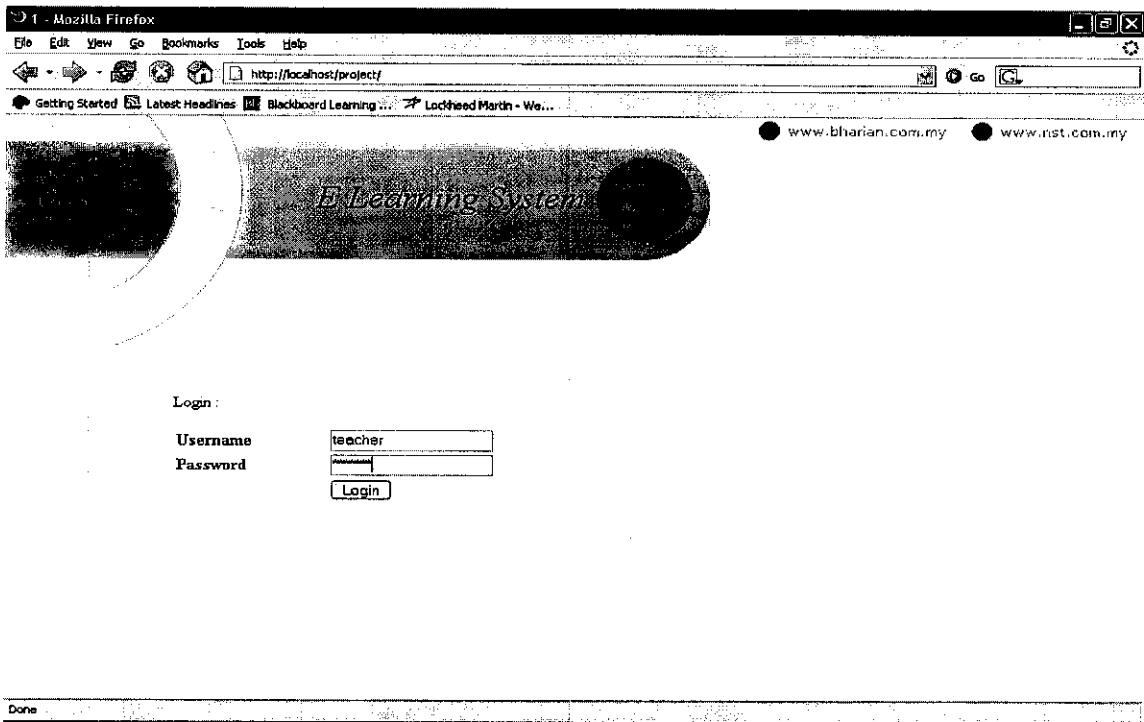 1 - Mozilla Firefox
File Edit View Go Bookmarks Tools Help
http://localhost/project/ Go G
Getting Started Latest Headlines Blackboard Learning ... Lockheed Martin - We...
www.bharian.com.my www.nst.com.my
E Learning System
Login :
Username teacher
Password ********
Login
Done